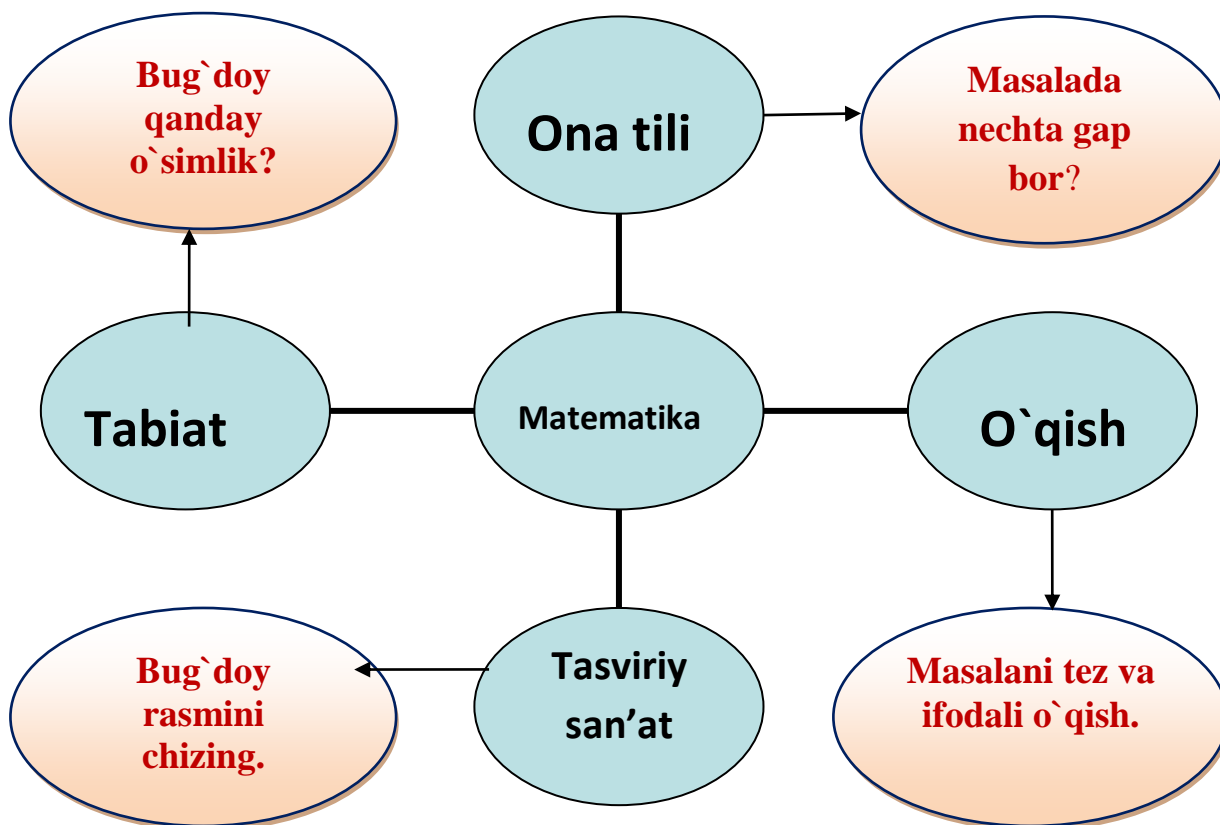 Bug`doy
qanday
o`simlik?
Ona tili
Masalada
nechta gap
bor?
Tabiat
Matematika
O`qish
Bug`doy
rasmini
chizing.
Tasviriy
san’at
Masalani tez va
ifodali o`qish.